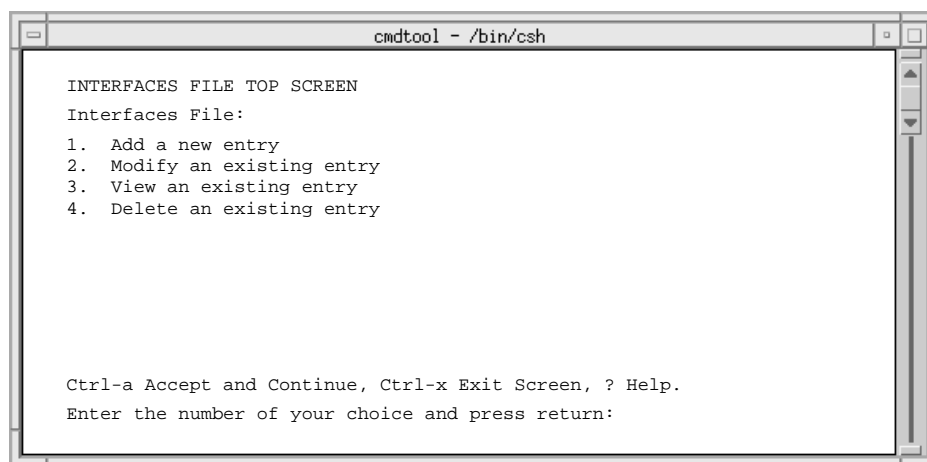 cmdtool - /bin/csh
INTERFACES FILE TOP SCREEN
Interfaces File:
1. Add a new entry
2. Modify an existing entry
3. View an existing entry
4. Delete an existing entry
Ctrl-a Accept and Continue, Ctrl-x Exit Screen, ? Help.
Enter the number of your choice and press return: